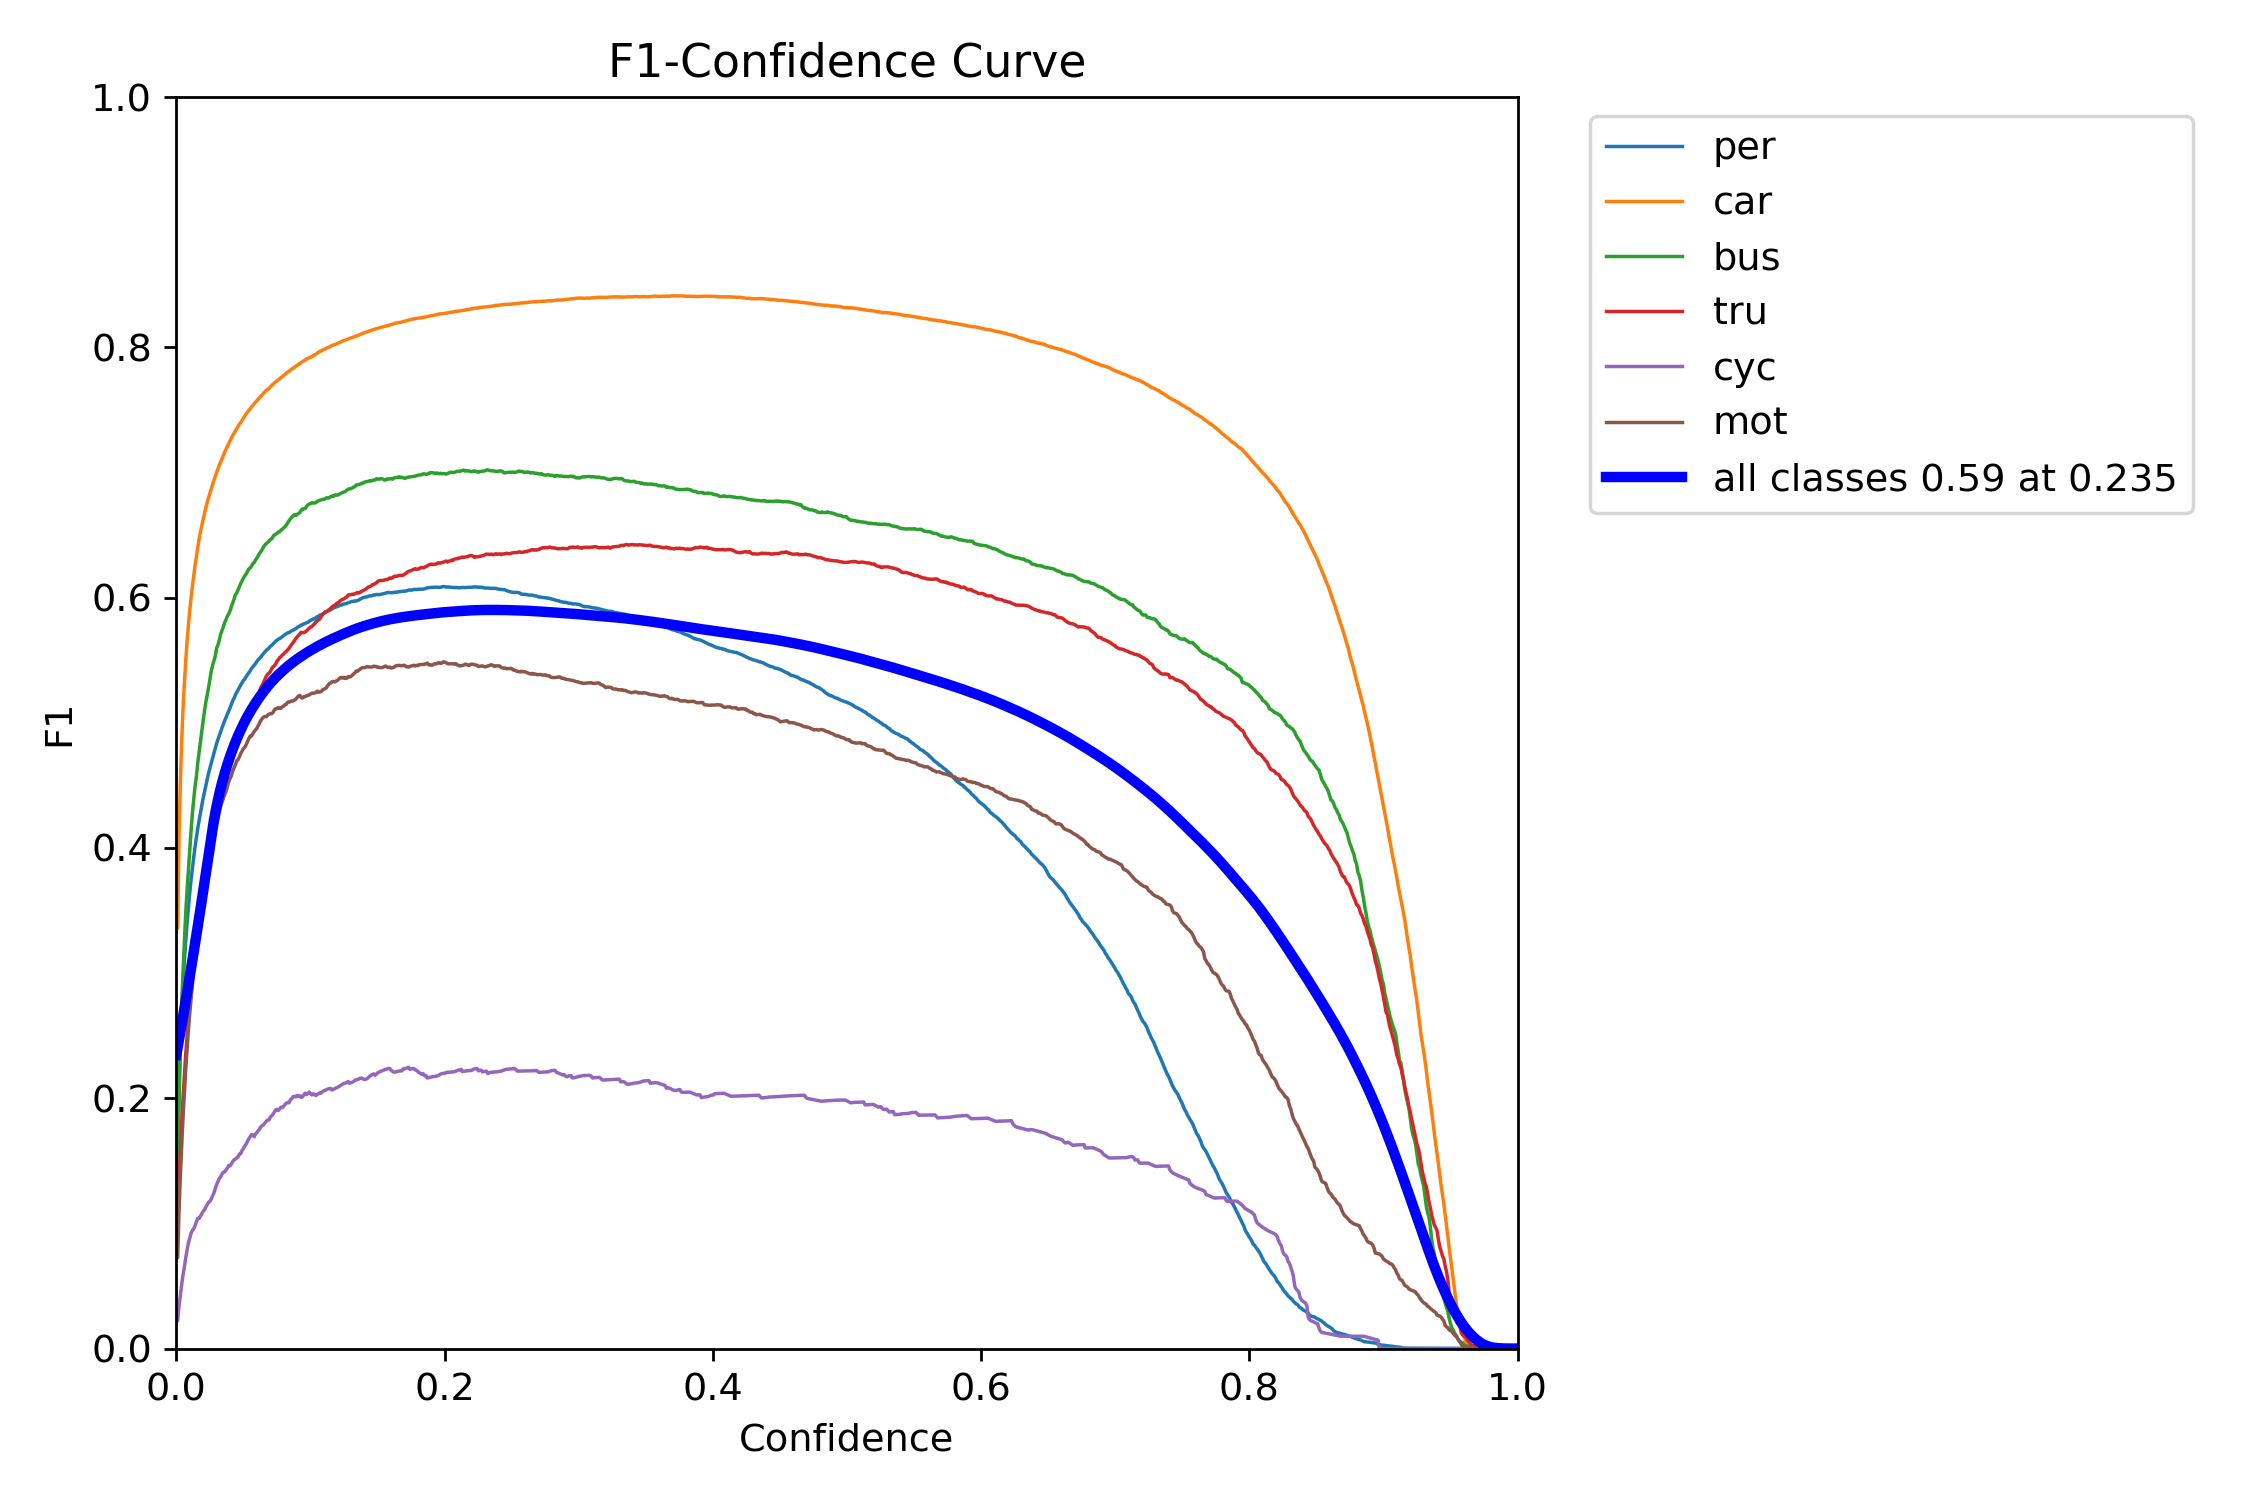 F1-Confidence Curve
1.0
0.8
0.6
0.4
0.2
0.0
F1
0.0 0.2 0.4 0.6 0.8 1.0
Confidence
per
car
bus
tru
cyc
mot
all classes 0.59 at 0.235